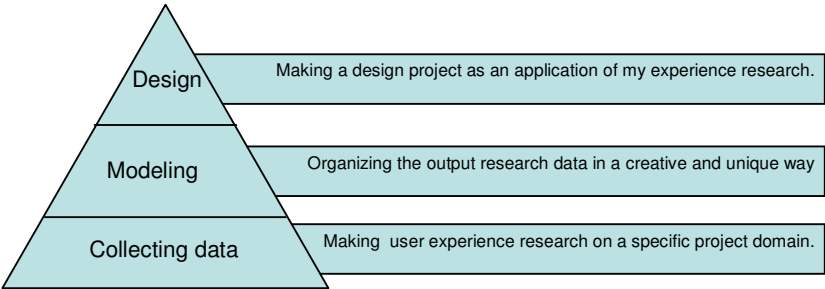 Design
Making a design project as an application of my experience research.
Modeling
Organizing the output research data in a creative and unique way
Collecting data
Making  user experience research on a specific project domain.